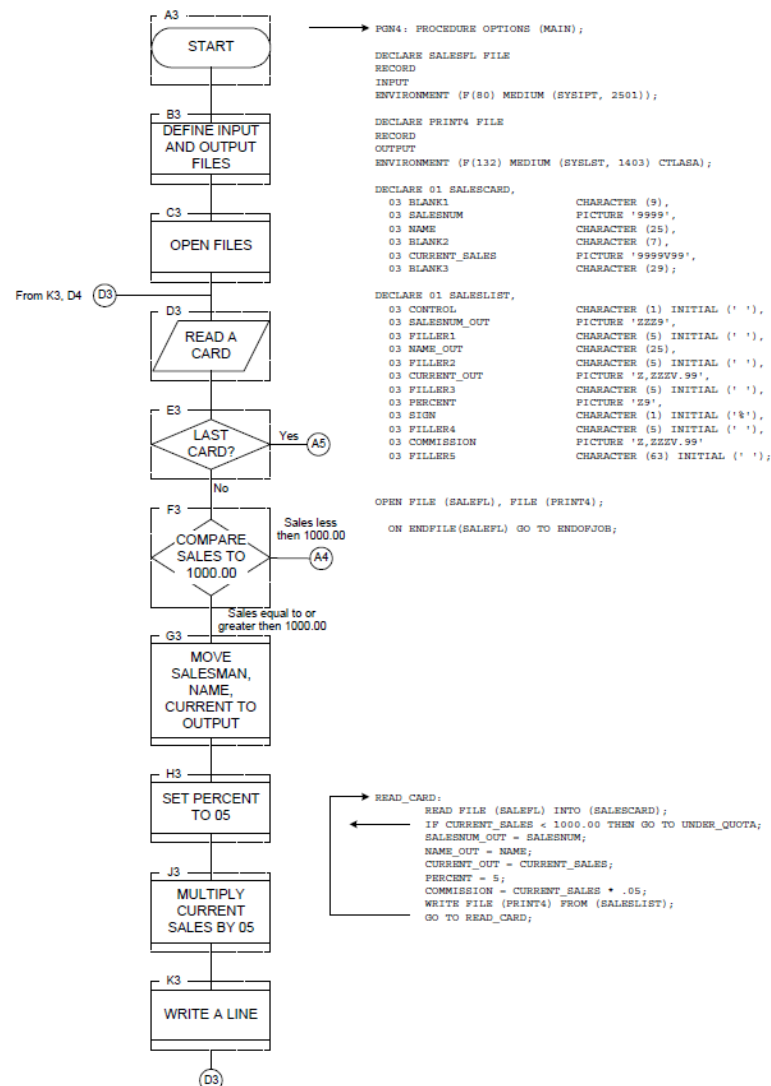 A3
START
B3
DEFINE INPUT
AND OUTPUT
FILES
C3
OPEN FILES
From K3, D4
D3
D3
READ A
CARD
E3
LAST
CARD?
Yes
A5
No
F3
COMPARE
SALES TO
1000.00
Sales less
then 1000.00
A4
Sales equal to or
greater then 1000.00
G3
MOVE
SALESMAN,
NAME,
CURRENT TO
OUTPUT
H3
SET PERCENT
TO 05
J3
MULTIPLY
CURRENT
SALES BY 05
K3
WRITE A LINE
D3
PGN4: PROCEDURE OPTIONS (MAIN);
DECLARE SALESFL FILE
RECORD
INPUT
ENVIRONMENT (F(80) MEDIUM (SYSIPT, 2501));
DECLARE PRINT4 FILE
RECORD
OUTPUT
ENVIRONMENT (F(132) MEDIUM (SYSLST, 1403) CTLASA);
DECLARE 01 SALESCARD,
03 BLANK1 CHARACTER (9),
03 SALESNUM PICTURE '9999',
03 NAME CHARACTER (25),
03 BLANK2 CHARACTER (7),
03 CURRENT_SALES PICTURE '9999V99',
03 BLANK3 CHARACTER (29);
DECLARE 01 SALESLIST,
03 CONTROL CHARACTER (1) INITIAL (' '),
03 SALESNUM_OUT PICTURE 'ZZZ9',
03 FILLER1 CHARACTER (5) INITIAL (' '),
03 NAME_OUT CHARACTER (25),
03 FILLER2 CHARACTER (5) INITIAL (' '),
03 CURRENT_OUT PICTURE 'Z,ZZZV.99',
03 FILLER3 CHARACTER (5) INITIAL (' '),
03 PERCENT PICTURE 'Z9',
03 SIGN CHARACTER (1) INITIAL ('%'),
03 FILLER4 CHARACTER (5) INITIAL (' '),
03 COMMISSION PICTURE 'Z,ZZZV.99'
03 FILLER5 CHARACTER (63) INITIAL (' ');
OPEN FILE (SALEFL), FILE (PRINT4);
ON ENDFILE(SALEFL) GO TO ENDOFJOB;
READ_CARD:
READ FILE (SALEFL) INTO (SALESCARD);
IF CURRENT_SALES < 1000.00 THEN GO TO UNDER_QUOTA;
SALESNUM_OUT = SALESNUM;
NAME_OUT = NAME;
CURRENT_OUT = CURRENT_SALES;
PERCENT = 5;
COMMISSION = CURRENT_SALES * .05;
WRITE FILE (PRINT4) FROM (SALESLIST);
GO TO READ_CARD;